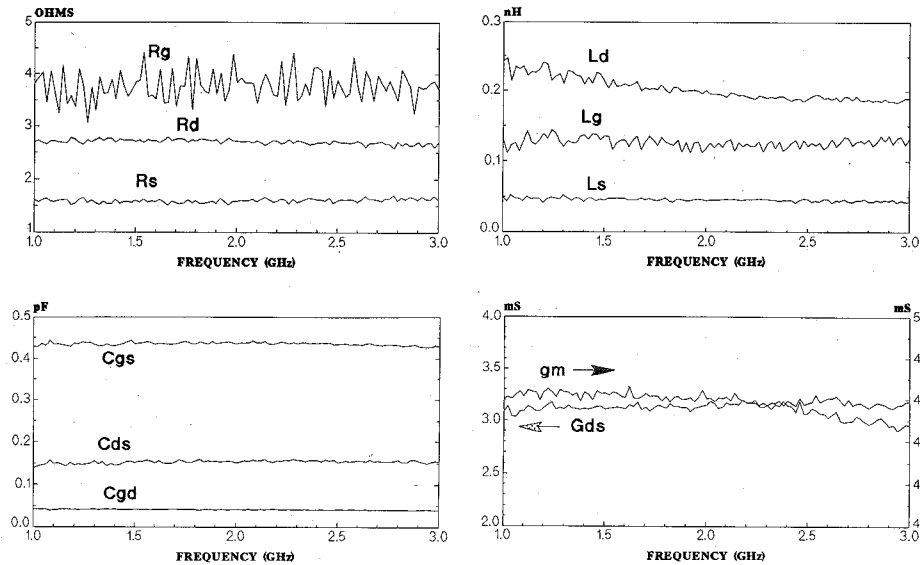 OHMS
5
4
3
2
1
Rg
Rd
Rs
1.0 1.5 2.0 2.5 3.0
FREQUENCY (GHz)
nH
0.3
0.2
0.1
0.0
Ld
Lg
Ls
1.0 1.5 2.0 2.5 3.0
FREQUENCY (GHz)
pF
0.5
0.4
0.3
0.2
0.1
0.0
Cgs
Cds
Cgd
1.0 1.5 2.0 2.5 3.0
FREQUENCY (GHz)
mS mS
4.0 5
3.5 4
3.0 4
2.5 4
2.0 4
gm
Gds
1.0 1.5 2.0 2.5 3.0
FREQUENCY (GHz)